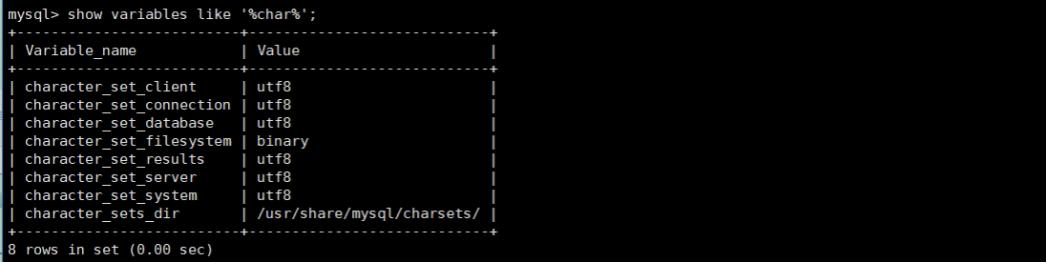 mysql> show variables like '%char%';
+--------------------------+----------------------------+
| Variable_name            | Value                      |
+--------------------------+----------------------------+
| character_set_client     | utf8                       |
| character_set_connection | utf8                       |
| character_set_database   | utf8                       |
| character_set_filesystem | binary                     |
| character_set_results    | utf8                       |
| character_set_server     | utf8                       |
| character_set_system     | utf8                       |
| character_sets_dir       | /usr/share/mysql/charsets/ |
+--------------------------+----------------------------+
8 rows in set (0.00 sec)